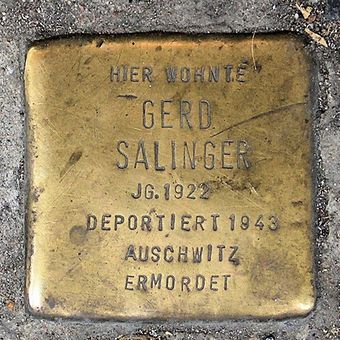 HIER WOHNTE
GERD
SALINGER
JG. 1922
DEPORTIERT 1943
AUSCHWITZ
ERMORDET